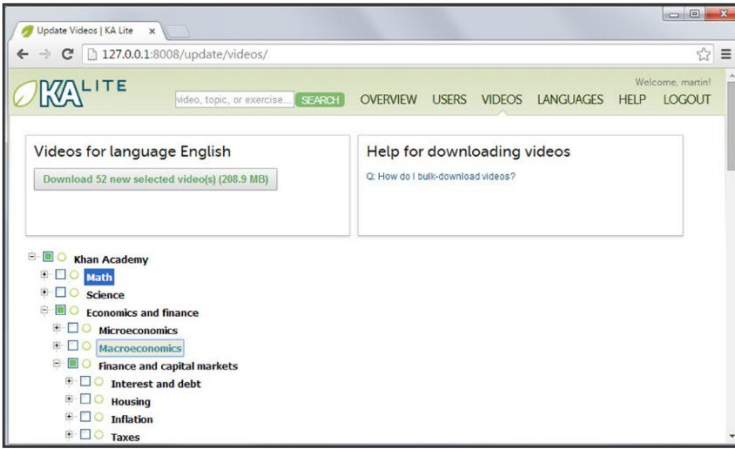 Update Videos | KA Lite
127.0.0.1:8008/update/videos/
Welcome, martin!
KALITE
video, topic, or exercise...
SEARCH
OVERVIEW USERS VIDEOS LANGUAGES HELP LOGOUT
Videos for language English
Download 52 new selected video(s) (208.9 MB)
Help for downloading videos
Q: How do I bulk-download videos?
Khan Academy
Math
Science
Economics and finance
Microeconomics
Macroeconomics
Finance and capital markets
Interest and debt
Housing
Inflation
Taxes